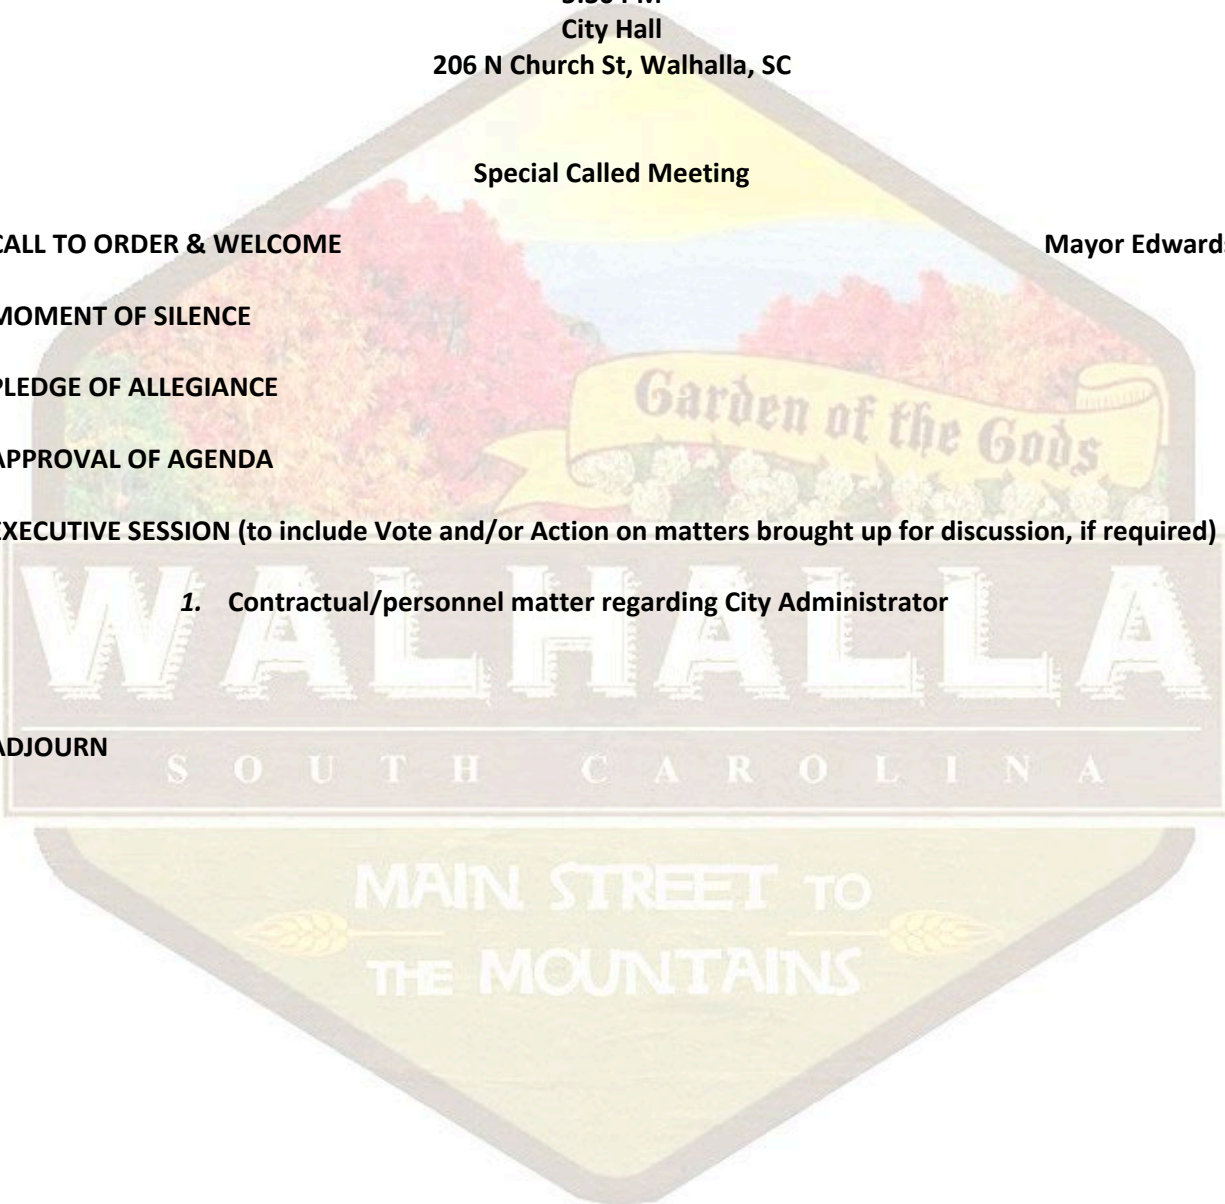 PM
City Hall
206 N Church St, Walhalla, SC
Special Called Meeting
CALL TO ORDER & WELCOME Mayor Edwards
MOMENT OF SILENCE
PLEDGE OF ALLEGIANCE
Garden of the Gods
APPROVAL OF AGENDA
EXECUTIVE SESSION (to include Vote and/or Action on matters brought up for discussion, if required)
1. Contractual/personnel matter regarding City Administrator
WALHALLA
ADJOURN
SOUTH CAROLINA
MAIN STREET TO
THE MOUNTAINS